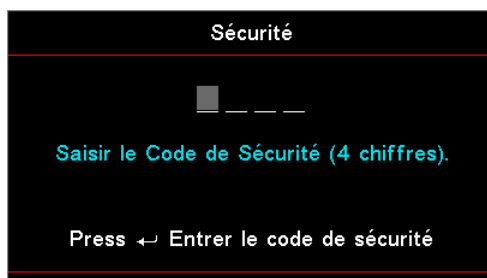 Sécurité
_ _ _ _
Saisir le Code de Sécurité (4 chiffres).
Press ↵ Entrer le code de sécurité